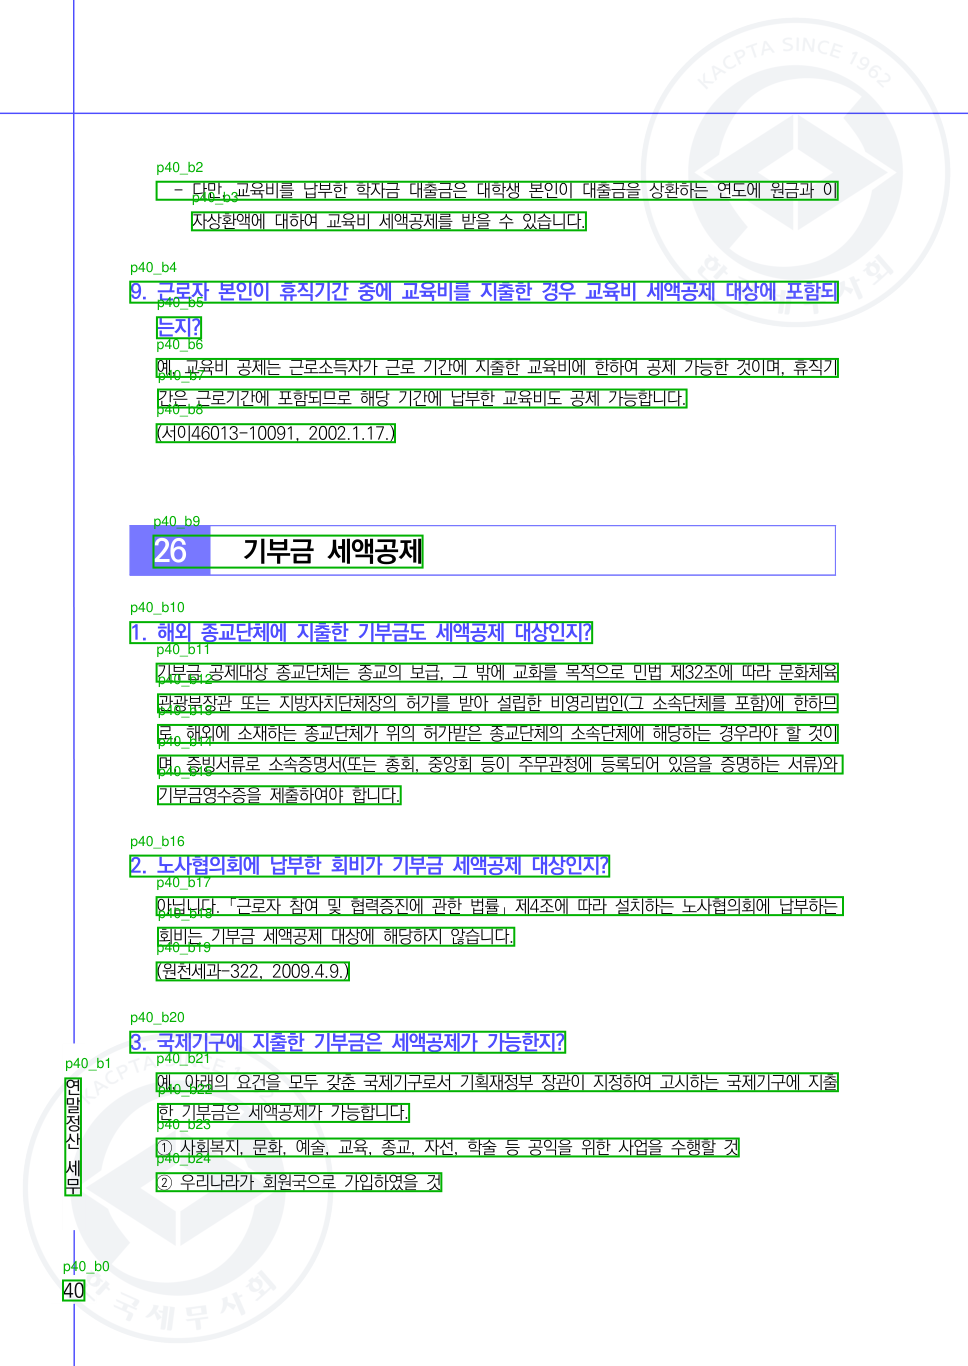 KACPTA SINCE 1962
한국세무사회
p40_b2
- 다만, 교육비를 납부한 학자금 대출금은 대학생 본인이 대출금을 상환하는 연도에 원금과 이
p40_b3
자상환액에 대하여 교육비 세액공제를 받을 수 있습니다.
p40_b4
9. 근로자 본인이 휴직기간 중에 교육비를 지출한 경우 교육비 세액공제 대상에 포함되
p40_b5
는지?
p40_b6
예. 교육비 공제는 근로소득자가 근로 기간에 지출한 교육비에 한하여 공제 가능한 것이며, 휴직기
p40_b7
간은 근로기간에 포함되므로 해당 기간에 납부한 교육비도 공제 가능합니다.
p40_b8
(서이46013-10091, 2002.1.17.)
p40_b9
26 기부금 세액공제
p40_b10
1. 해외 종교단체에 지출한 기부금도 세액공제 대상인지?
p40_b11
기부금 공제대상 종교단체는 종교의 보급, 그 밖에 교화를 목적으로 민법 제32조에 따라 문화체육
p40_b12
관광부장관 또는 지방자치단체장의 허가를 받아 설립한 비영리법인(그 소속단체를 포함)에 한하므
p40_b13
로, 해외에 소재하는 종교단체가 위의 허가받은 종교단체의 소속단체에 해당하는 경우라야 할 것이
p40_b14
며, 증빙서류로 소속증명서(또는 총회, 중앙회 등이 주무관청에 등록되어 있음을 증명하는 서류)와
p40_b15
기부금영수증을 제출하여야 합니다.
p40_b16
2. 노사협의회에 납부한 회비가 기부금 세액공제 대상인지?
p40_b17
아닙니다. 「근로자 참여 및 협력증진에 관한 법률」 제4조에 따라 설치하는 노사협의회에 납부하는
p40_b18
회비는 기부금 세액공제 대상에 해당하지 않습니다.
p40_b19
(원천세과-322, 2009.4.9.)
p40_b20
3. 국제기구에 지출한 기부금은 세액공제가 가능한지?
p40_b21
예. 아래의 요건을 모두 갖춘 국제기구로서 기획재정부 장관이 지정하여 고시하는 국제기구에 지출
p40_b22
한 기부금은 세액공제가 가능합니다.
p40_b23
① 사회복지, 문화, 예술, 교육, 종교, 자선, 학술 등 공익을 위한 사업을 수행할 것
p40_b24
② 우리나라가 회원국으로 가입하였을 것
p40_b1
연말정산 세무
p40_b0
40
한국세무사회